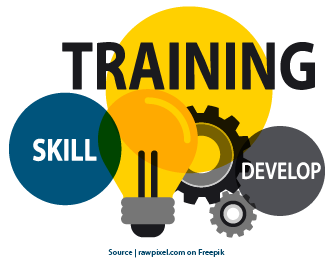 TRAINING
SKILL
DEVELOP
Source | rawpixel.com on Freepik